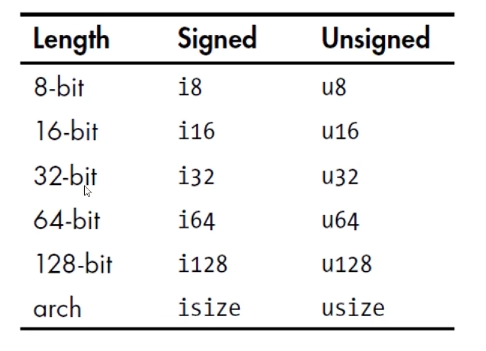 Length Signed Unsigned
8-bit i8 u8
16-bit i16 u16
32-bit i32 u32
64-bit i64 u64
128-bit i128 u128
arch isize usize